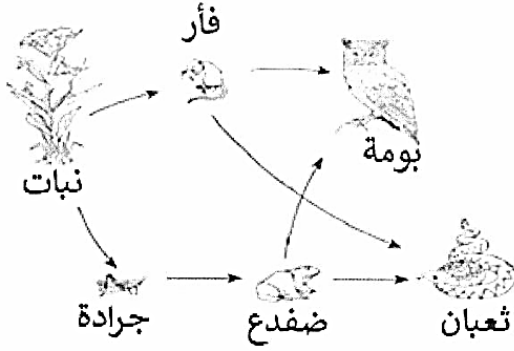 فأر
بومة
نبات
ثعبان
ضفدع
جرادة